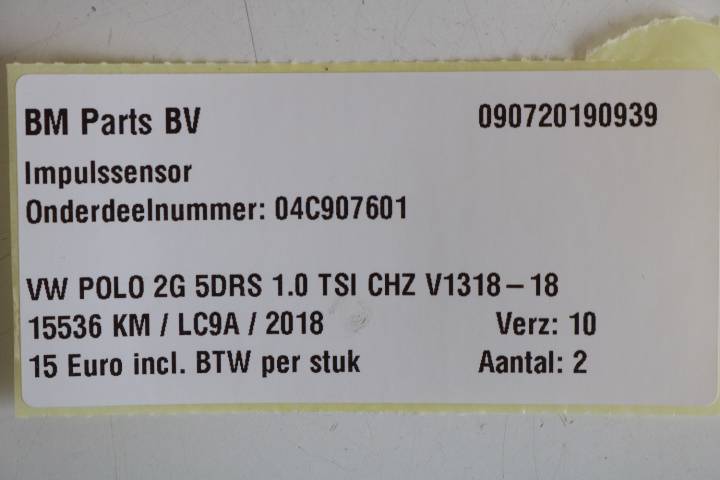 BM Parts BV 090720190939
Impulssensor
Onderdeelnummer: 04C907601
VW POLO 2G 5DRS 1.0 TSI CHZ V1318-18
15536 KM / LC9A / 2018 Verz: 10
15 Euro incl. BTW per stuk Aantal: 2